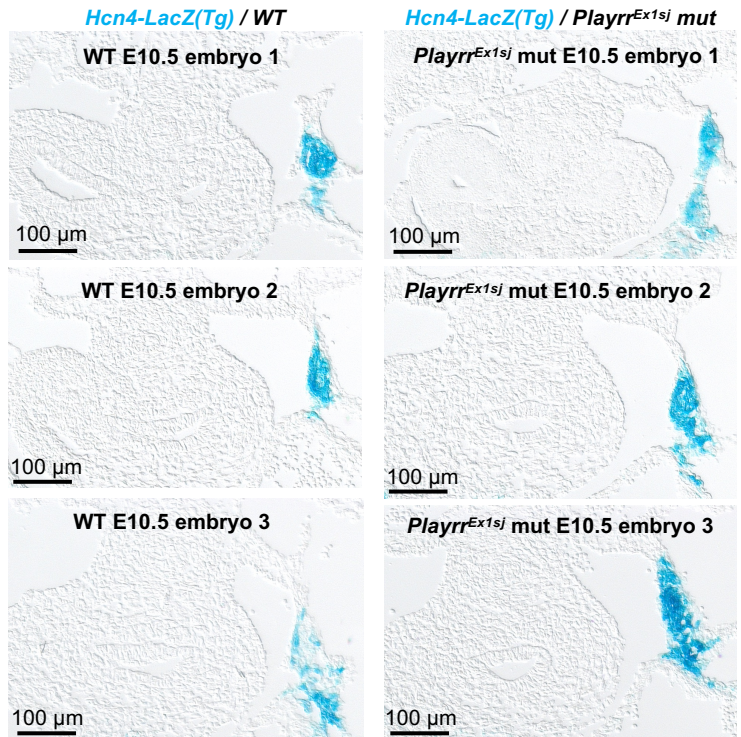 Hcn4-LacZ(Tg) / WT
Hcn4-LacZ(Tg) / PlayrrEx1sj mut
WT E10.5 embryo 1
PlayrrEx1sj mut E10.5 embryo 1
100 µm
100 µm
WT E10.5 embryo 2
PlayrrEx1sj mut E10.5 embryo 2
100 µm
100 µm
WT E10.5 embryo 3
PlayrrEx1sj mut E10.5 embryo 3
100 µm
100 µm